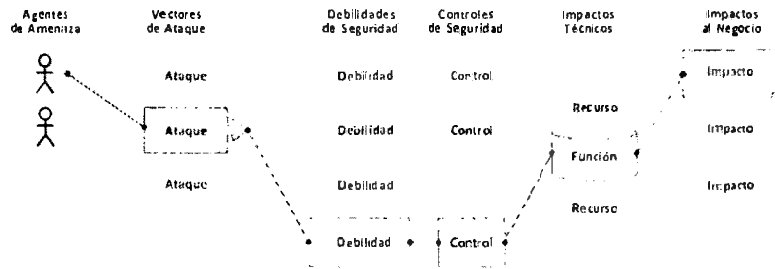 Agentes Vectores Debilidades Controles Impactos Impactos
de Amenaza de Ataque de Seguridad de Seguridad Técnicos al Negocio
Ataque Debilidad Control Impacto
Recurso
Ataque Debilidad Control Impacto
Función
Ataque Debilidad Impacto
Recurso
Debilidad Control